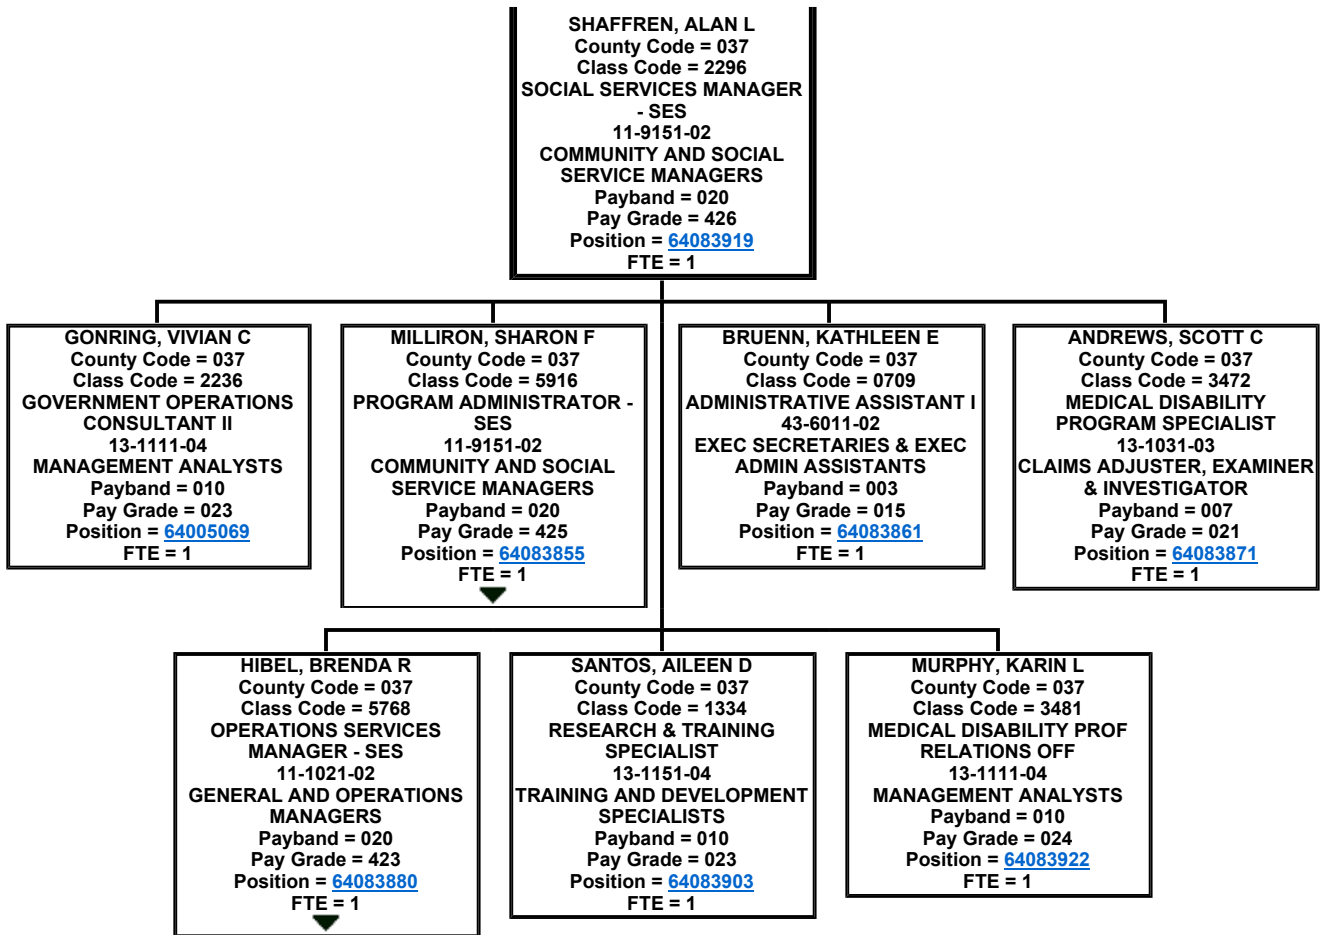 SHAFFREN, ALAN L
County Code = 037
Class Code = 2296
SOCIAL SERVICES MANAGER
- SES
11-9151-02
COMMUNITY AND SOCIAL
SERVICE MANAGERS
Payband = 020
Pay Grade = 426
Position = 64083919
FTE = 1
GONRING, VIVIAN C
County Code = 037
Class Code = 2236
GOVERNMENT OPERATIONS
CONSULTANT II
13-1111-04
MANAGEMENT ANALYSTS
Payband = 010
Pay Grade = 023
Position = 64005069
FTE = 1
MILLIRON, SHARON F
County Code = 037
Class Code = 5916
PROGRAM ADMINISTRATOR -
SES
11-9151-02
COMMUNITY AND SOCIAL
SERVICE MANAGERS
Payband = 020
Pay Grade = 425
Position = 64083855
FTE = 1
BRUENN, KATHLEEN E
County Code = 037
Class Code = 0709
ADMINISTRATIVE ASSISTANT I
43-6011-02
EXEC SECRETARIES & EXEC
ADMIN ASSISTANTS
Payband = 003
Pay Grade = 015
Position = 64083861
FTE = 1
ANDREWS, SCOTT C
County Code = 037
Class Code = 3472
MEDICAL DISABILITY
PROGRAM SPECIALIST
13-1031-03
CLAIMS ADJUSTER, EXAMINER
& INVESTIGATOR
Payband = 007
Pay Grade = 021
Position = 64083871
FTE = 1
HIBEL, BRENDA R
County Code = 037
Class Code = 5768
OPERATIONS SERVICES
MANAGER - SES
11-1021-02
GENERAL AND OPERATIONS
MANAGERS
Payband = 020
Pay Grade = 423
Position = 64083880
FTE = 1
SANTOS, AILEEN D
County Code = 037
Class Code = 1334
RESEARCH & TRAINING
SPECIALIST
13-1151-04
TRAINING AND DEVELOPMENT
SPECIALISTS
Payband = 010
Pay Grade = 023
Position = 64083903
FTE = 1
MURPHY, KARIN L
County Code = 037
Class Code = 3481
MEDICAL DISABILITY PROF
RELATIONS OFF
13-1111-04
MANAGEMENT ANALYSTS
Payband = 010
Pay Grade = 024
Position = 64083922
FTE = 1